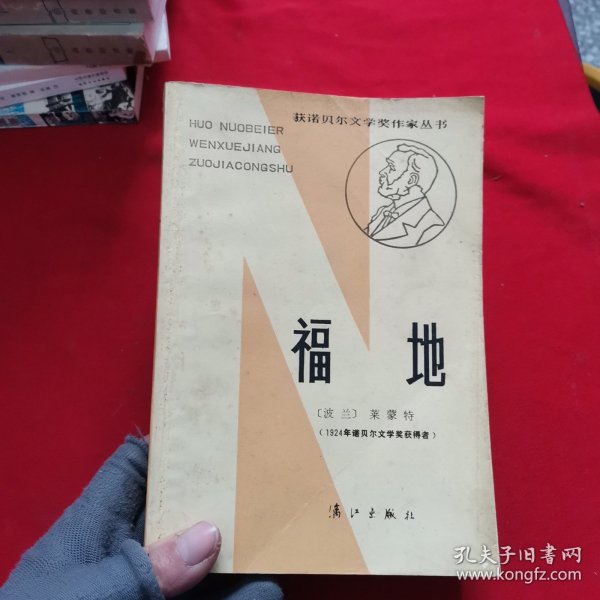 获诺贝尔文学奖作家丛书
HUO NUOBEIER
WENXUEJIANG
ZUOJIACONGSHU
福地
〔波兰〕莱蒙特
(1924年诺贝尔文学奖获得者)
漓江出版社
孔夫子旧书网
www.kongfz.com